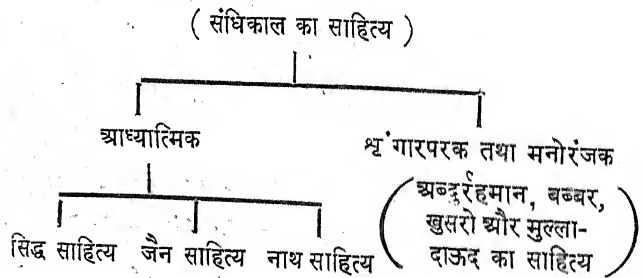 ( संधिकाल का साहित्य )
आध्यात्मिक
शृंगारपरक तथा मनोरंजक
(अब्दुर्रहमान, बब्बर,
खुसरो और मुल्ला-
दाऊद का साहित्य)
सिद्ध साहित्य जैन साहित्य नाथ साहित्य